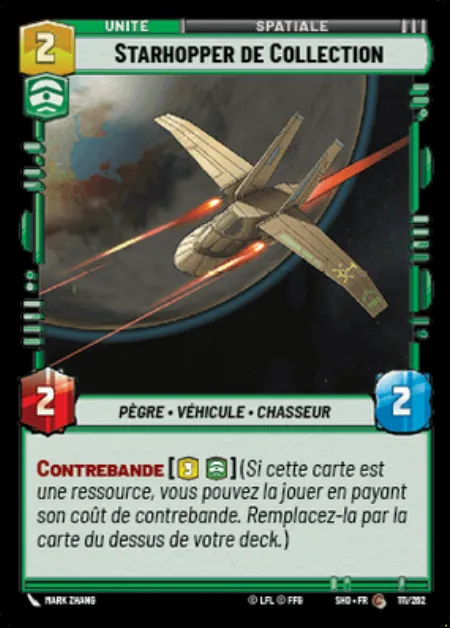 UNITÉ
SPATIALE
2
STARHOPPER DE COLLECTION
2
PÈGRE • VÉHICULE • CHASSEUR
2
CONTREBANDE [ ] (Si cette carte est
une ressource, vous pouvez la jouer en payant
son coût de contrebande. Remplacez-la par la
carte du dessus de votre deck.)
MARK ZHANG
© LFL © FFG
SHD • FR
111/262